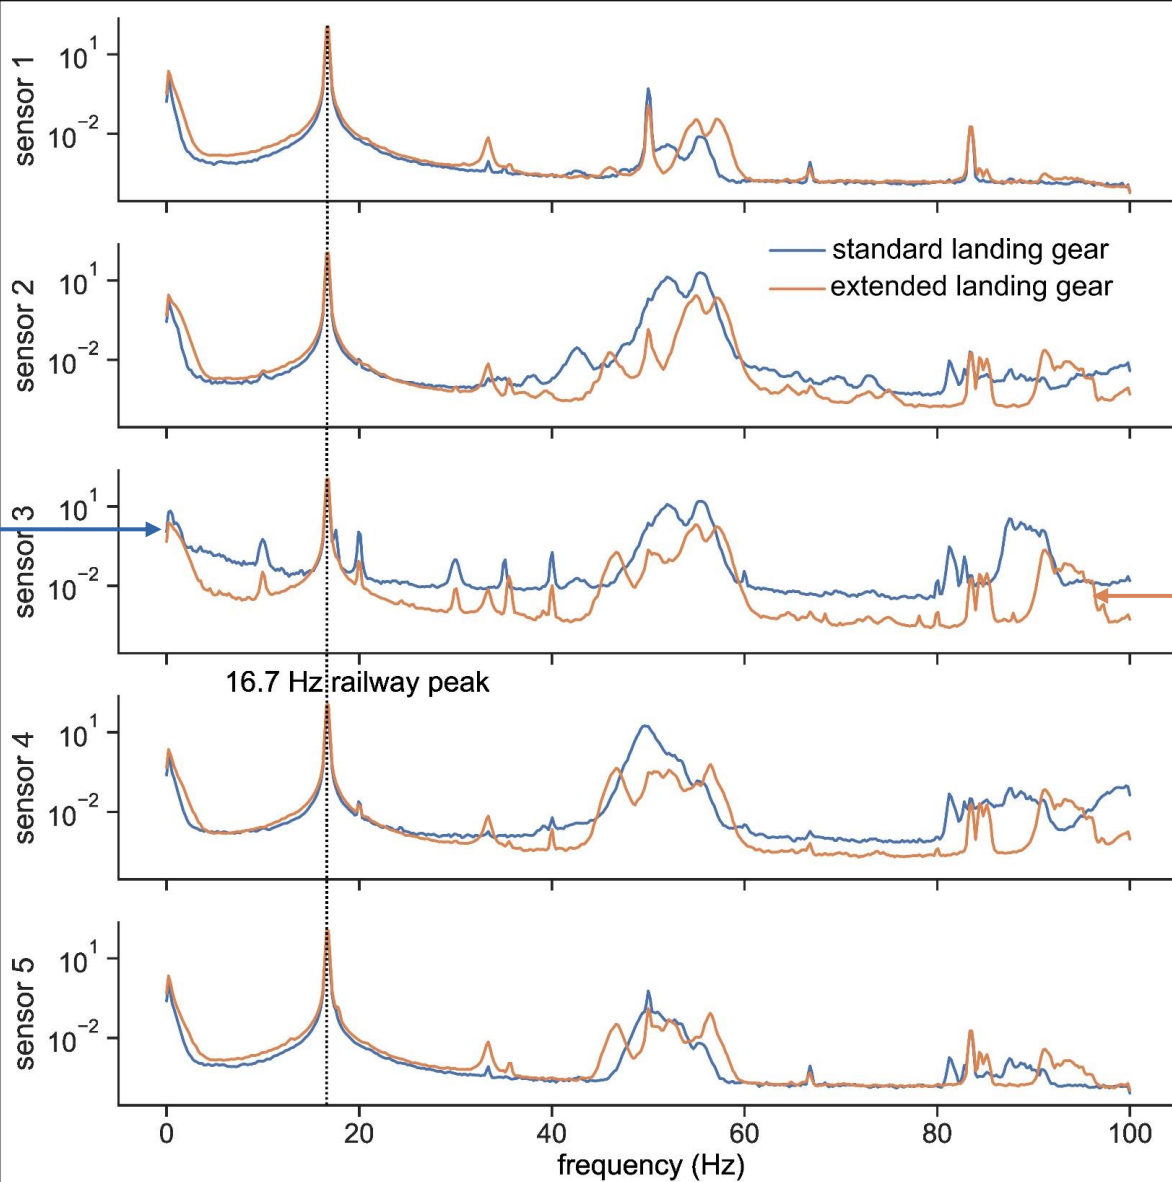 sensor 1
10^1
10^−2
sensor 2
10^1
10^−2
standard landing gear
extended landing gear
sensor 3
10^1
10^−2
16.7 Hz railway peak
sensor 4
10^1
10^−2
sensor 5
10^1
10^−2
0 20 40 60 80 100
frequency (Hz)